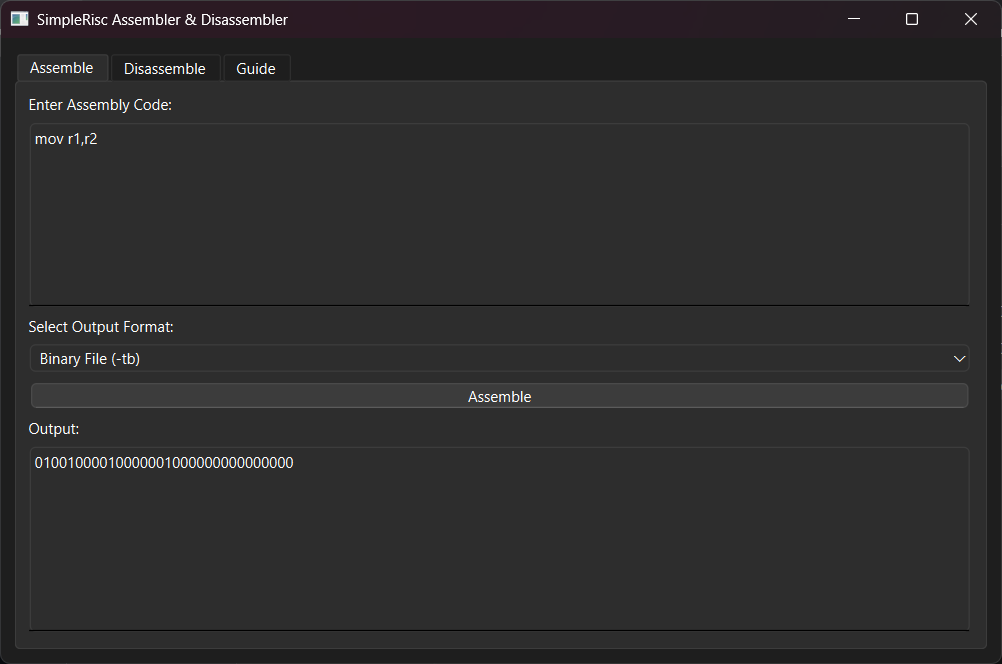 SimpleRisc Assembler & Disassembler
Assemble Disassemble Guide
Enter Assembly Code:
mov r1,r2
Select Output Format:
Binary File (-tb)
Assemble
Output:
01001000010000001000000000000000